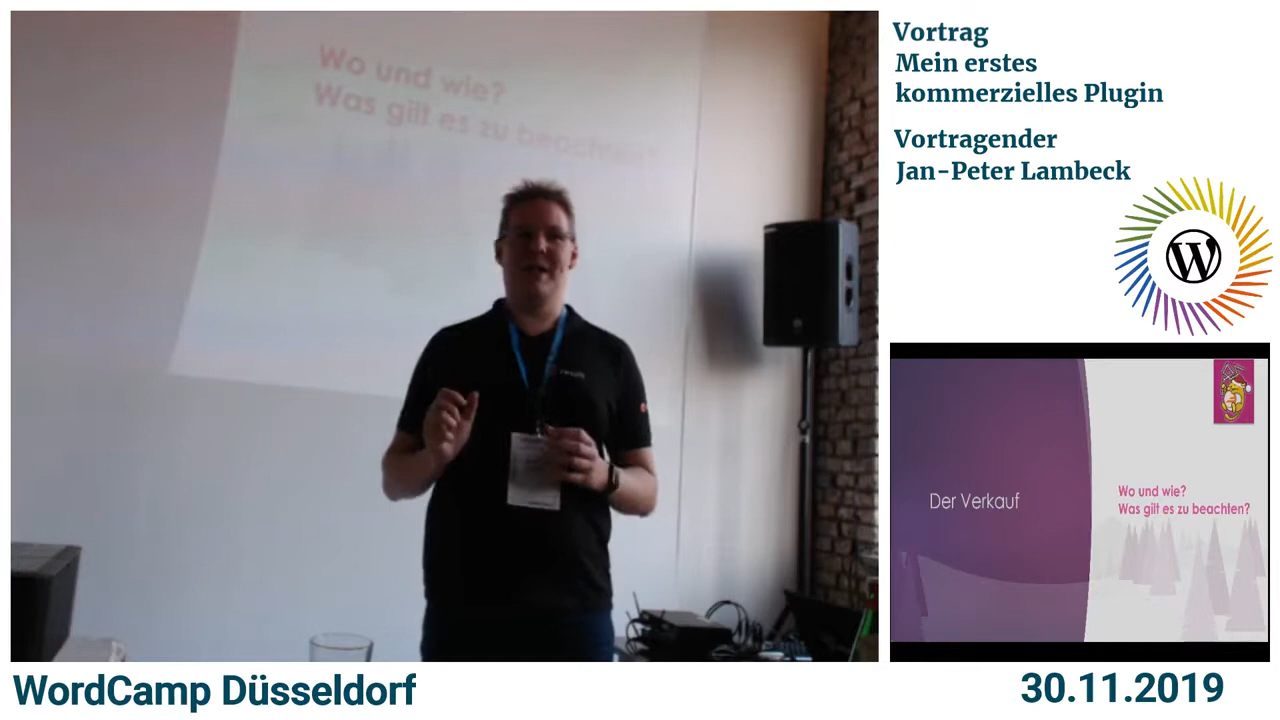 Wo und wie?
Was gilt es zu beachten?
Vortrag
Mein erstes
kommerzielles Plugin
Vortragender
Jan-Peter Lambeck
W
Der Verkauf
Wo und wie?
Was gilt es zu beachten?
WordCamp Düsseldorf
30.11.2019